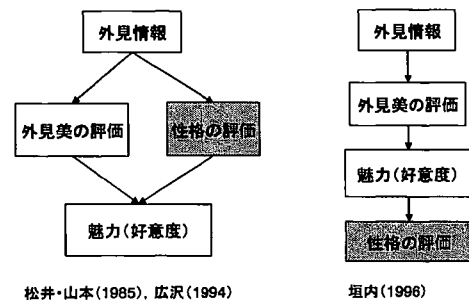 外見情報
外見美の評価
性格の評価
魅力(好意度)
松井・山本(1985), 広沢(1994)
外見情報
外見美の評価
魅力(好意度)
性格の評価
垣内(1996)